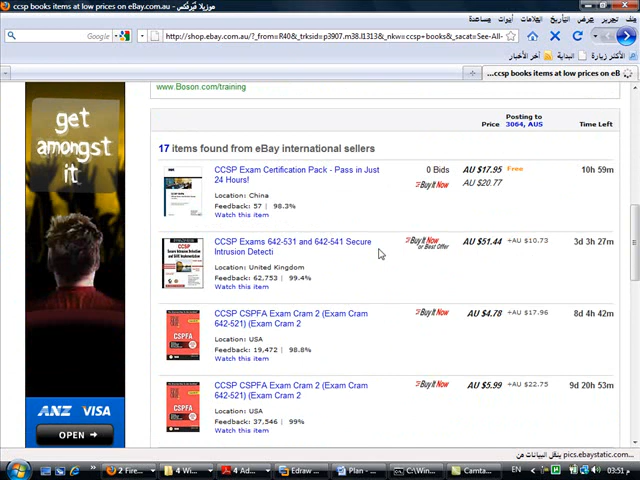 ccsp books items at low prices on eBay.com.au - موزيلا فَيَرفُكس
ملف تحرير عرض التأريخ العلامات أدوات مساعدة
Google
http://shop.ebay.com.au/?_from=R40&_trksid=p3907.m38.l1313&_nkw=ccsp+books&_sacat=See-All-
الأكثر زيارة البداية آخر الأخبار
...ccsp books items at low prices on eB
www.Boson.com/training
Price Posting to 3064, AUS Time Left
17 items found from eBay international sellers
CCSP Exam Certification Pack - Pass in Just 24 Hours!
0 Bids AU $17.95 Free 10h 59m
Buy It Now AU $20.77
Location: China
Feedback: 57 | 98.3%
Watch this item
CCSP Exams 642-531 and 642-541 Secure Intrusion Detecti
Buy It Now or Best Offer AU $51.44 +AU $10.73 3d 3h 27m
Location: United Kingdom
Feedback: 62,753 | 99.4%
Watch this item
CCSP CSPFA Exam Cram 2 (Exam Cram 642-521) (Exam Cram
Buy It Now AU $4.78 +AU $17.96 8d 4h 42m
Location: USA
Feedback: 19,472 | 98.8%
Watch this item
CCSP CSPFA Exam Cram 2 (Exam Cram 642-521) (Exam Cram
Buy It Now AU $5.99 +AU $22.75 9d 20h 53m
Location: USA
Feedback: 37,546 | 99%
Watch this item
get
amongst
it
ANZ VISA
OPEN
ينقل البيانات من pics.ebaystatic.com...
2 Firef... 4 Wi... 4 Ad... Edraw ... Plan - ... C:\Win... Camta... EN 03:51 م